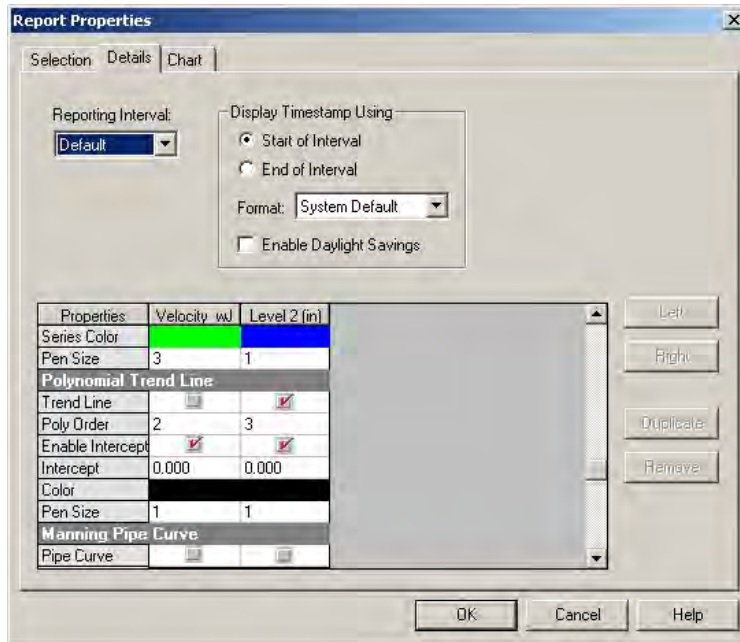 Report Properties
Selection Details Chart
Reporting Interval:
Default
Display Timestamp Using
Start of Interval
End of Interval
Format: System Default
Enable Daylight Savings
Properties Velocity wJ Level 2 (in)
Series Color
Pen Size 3 1
Polynomial Trend Line
Trend Line
Poly Order 2 3
Enable Intercept
Intercept 0.000 0.000
Color
Pen Size 1 1
Manning Pipe Curve
Pipe Curve
Left
Right
Duplicate
Remove
OK Cancel Help